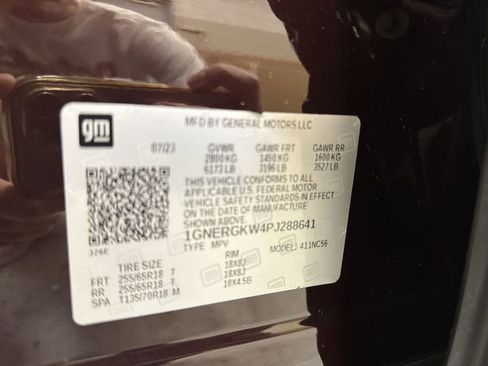 gm
MFD BY GENERAL MOTORS LLC
07/23 GVWR GAWR FRT GAWR RR
2800 KG 1450 KG 1600 KG
6173 LB 3196 LB 3527 LB
THIS VEHICLE CONFORMS TO ALL
APPLICABLE U.S. FEDERAL MOTOR
VEHICLE SAFETY STANDARDS IN EFFECT
ON THE DATE OF MANUFACTURE
SHOWN ABOVE.
1GNERGKW4PJ288641
TYPE: MPV MODEL: 411NC56
TIRE SIZE RIM
FRT 255/65R18 T 18X8J
RR 255/65R18 T 18X8J
SPA T135/70R18 M 18X4.5B